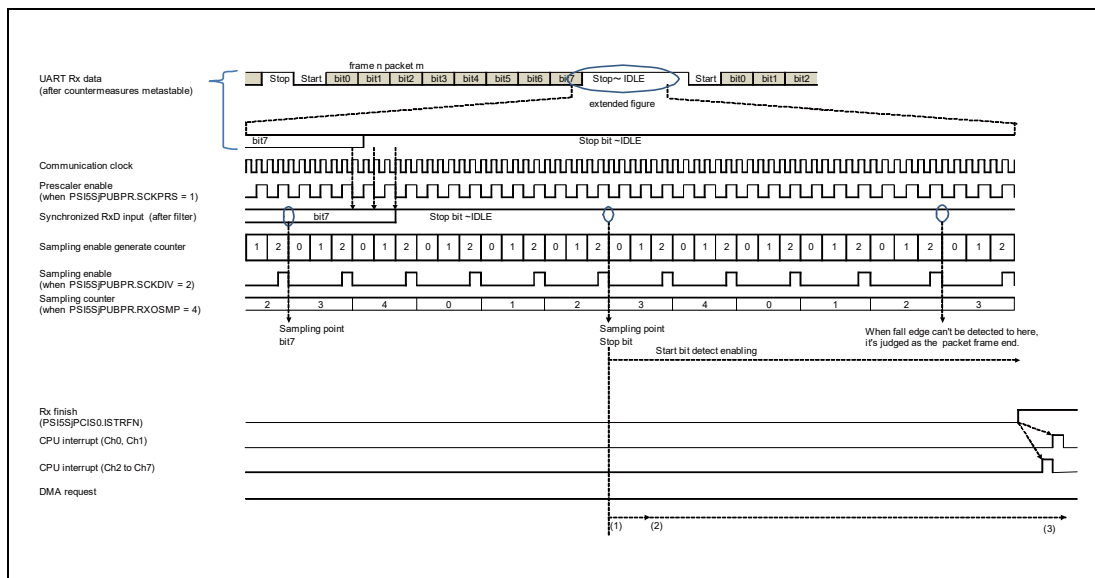 frame n packet m
UART Rx data
(after countermeasures metastable)
Stop Start bit0 bit1 bit2 bit3 bit4 bit5 bit6 bit7 Stop~ IDLE Start bit0 bit1 bit2
extended figure
bit7 Stop bit ~IDLE
Communication clock
Prescaler enable
(when PSI5SjPUBPR.SCKPRS = 1)
Synchronized RxD input (after filter) bit7 Stop bit ~IDLE
Sampling enable generate counter 1 2 0 1 2 0 1 2 0 1 2 0 1 2 0 1 2 0 1 2 0 1 2 0 1 2 0 1 2 0 1 2 0 1 2
Sampling enable
(when PSI5SjPUBPR.SCKDIV = 2)
Sampling counter
(when PSI5SjPUBPR.RXOSMP = 4) 2 3 4 0 1 2 3 4 0 1 2 3
Sampling point
bit7
Sampling point
Stop bit
When fall edge can't be detected to here,
it's judged as the packet frame end.
Start bit detect enabling
Rx finish
(PSI5SjPCIS0.ISTRFN)
CPU interrupt (Ch0, Ch1)
CPU interrupt (Ch2 to Ch7)
DMA request
(1) (2) (3)